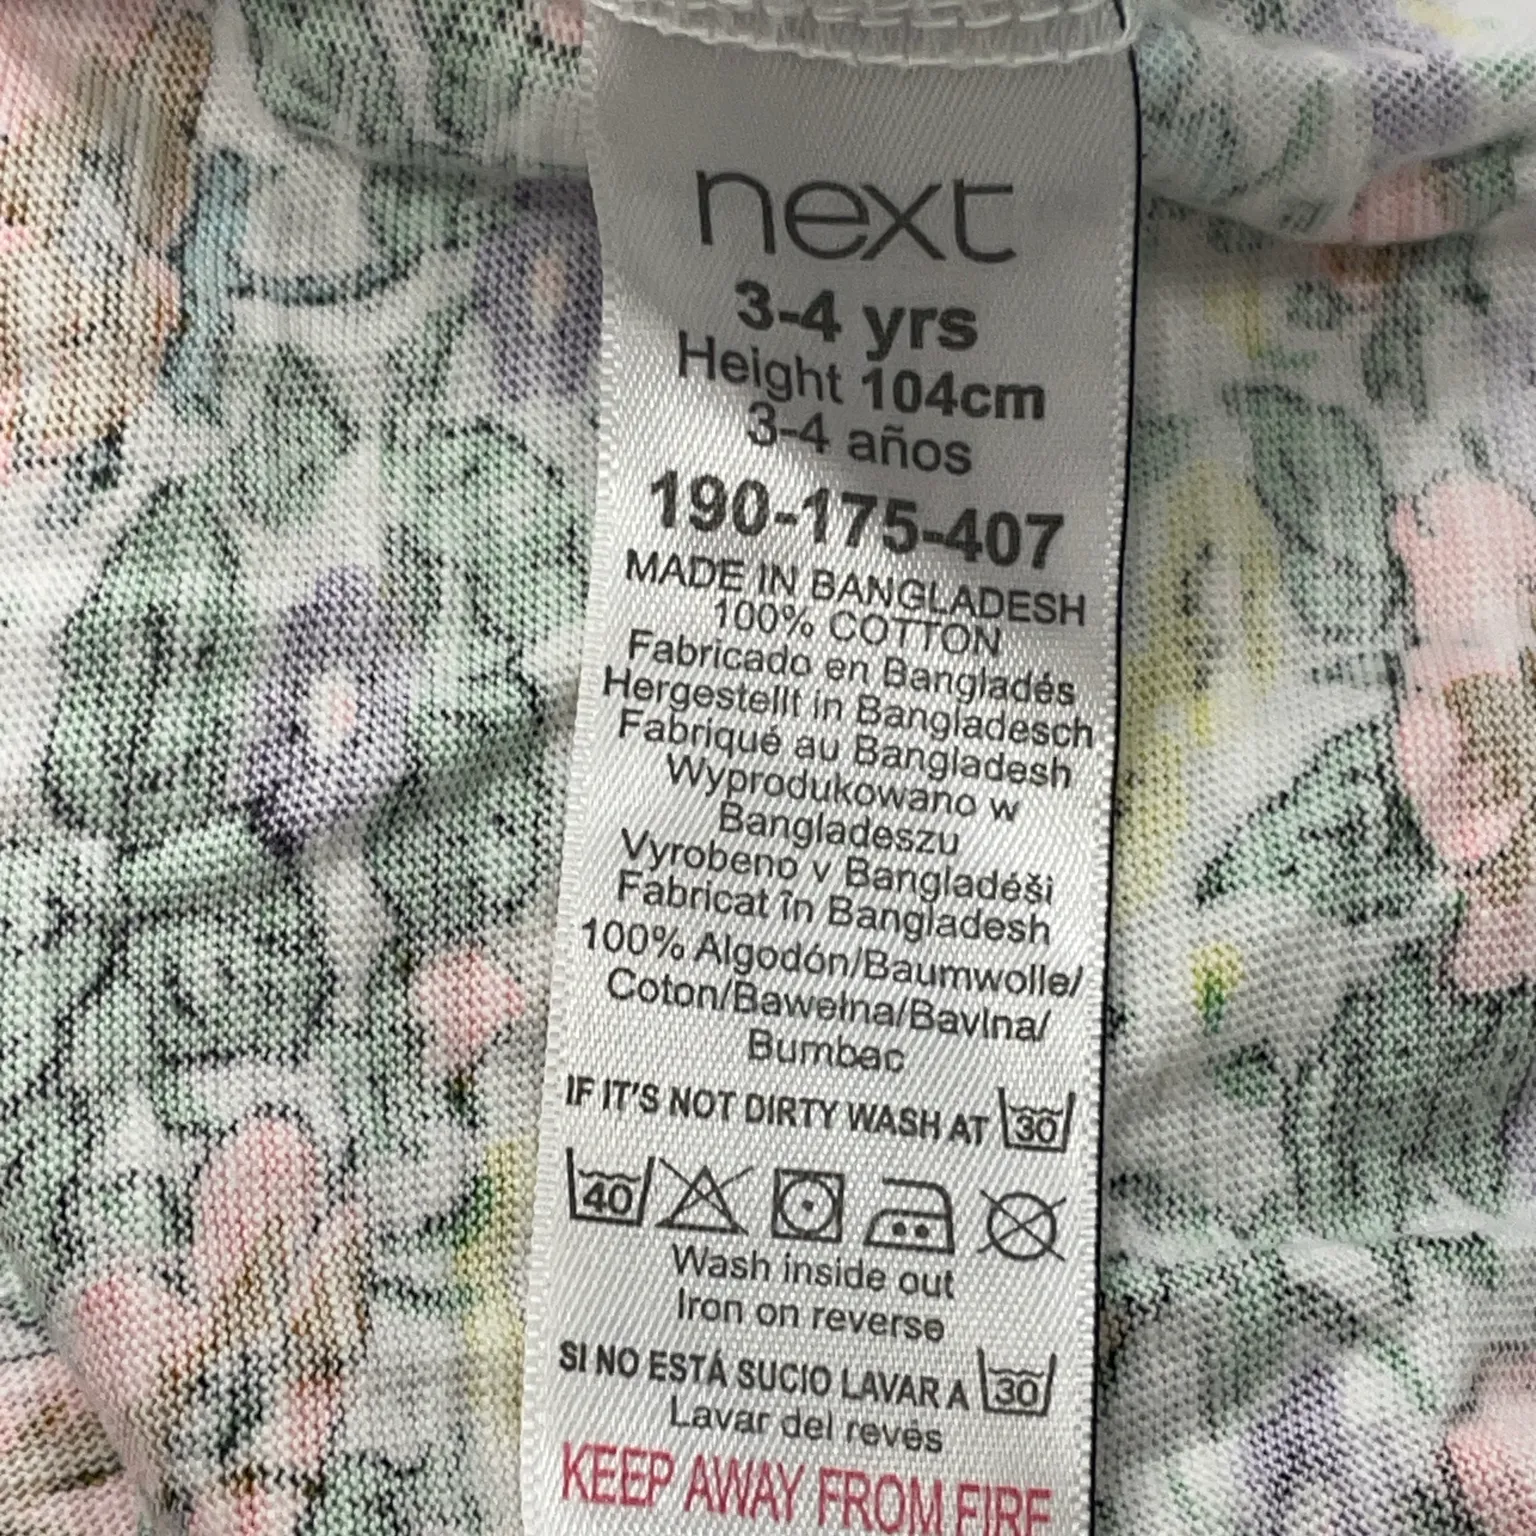 next
3-4 yrs
Height 104cm
3-4 años
190-175-407
MADE IN BANGLADESH
100% COTTON
Fabricado en Bangladés
Hergestellt in Bangladesch
Fabriqué au Bangladesh
Wyprodukowano w
Bangladeszu
Vyrobeno v Bangladéši
Fabricat în Bangladesh
100% Algodón/Baumwolle/
Coton/Bawełna/Bavlna/
Bumbac
IF IT'S NOT DIRTY WASH AT 30
40
Wash inside out
Iron on reverse
SI NO ESTÁ SUCIO LAVAR A 30
Lavar del revés
KEEP AWAY FROM FIRE